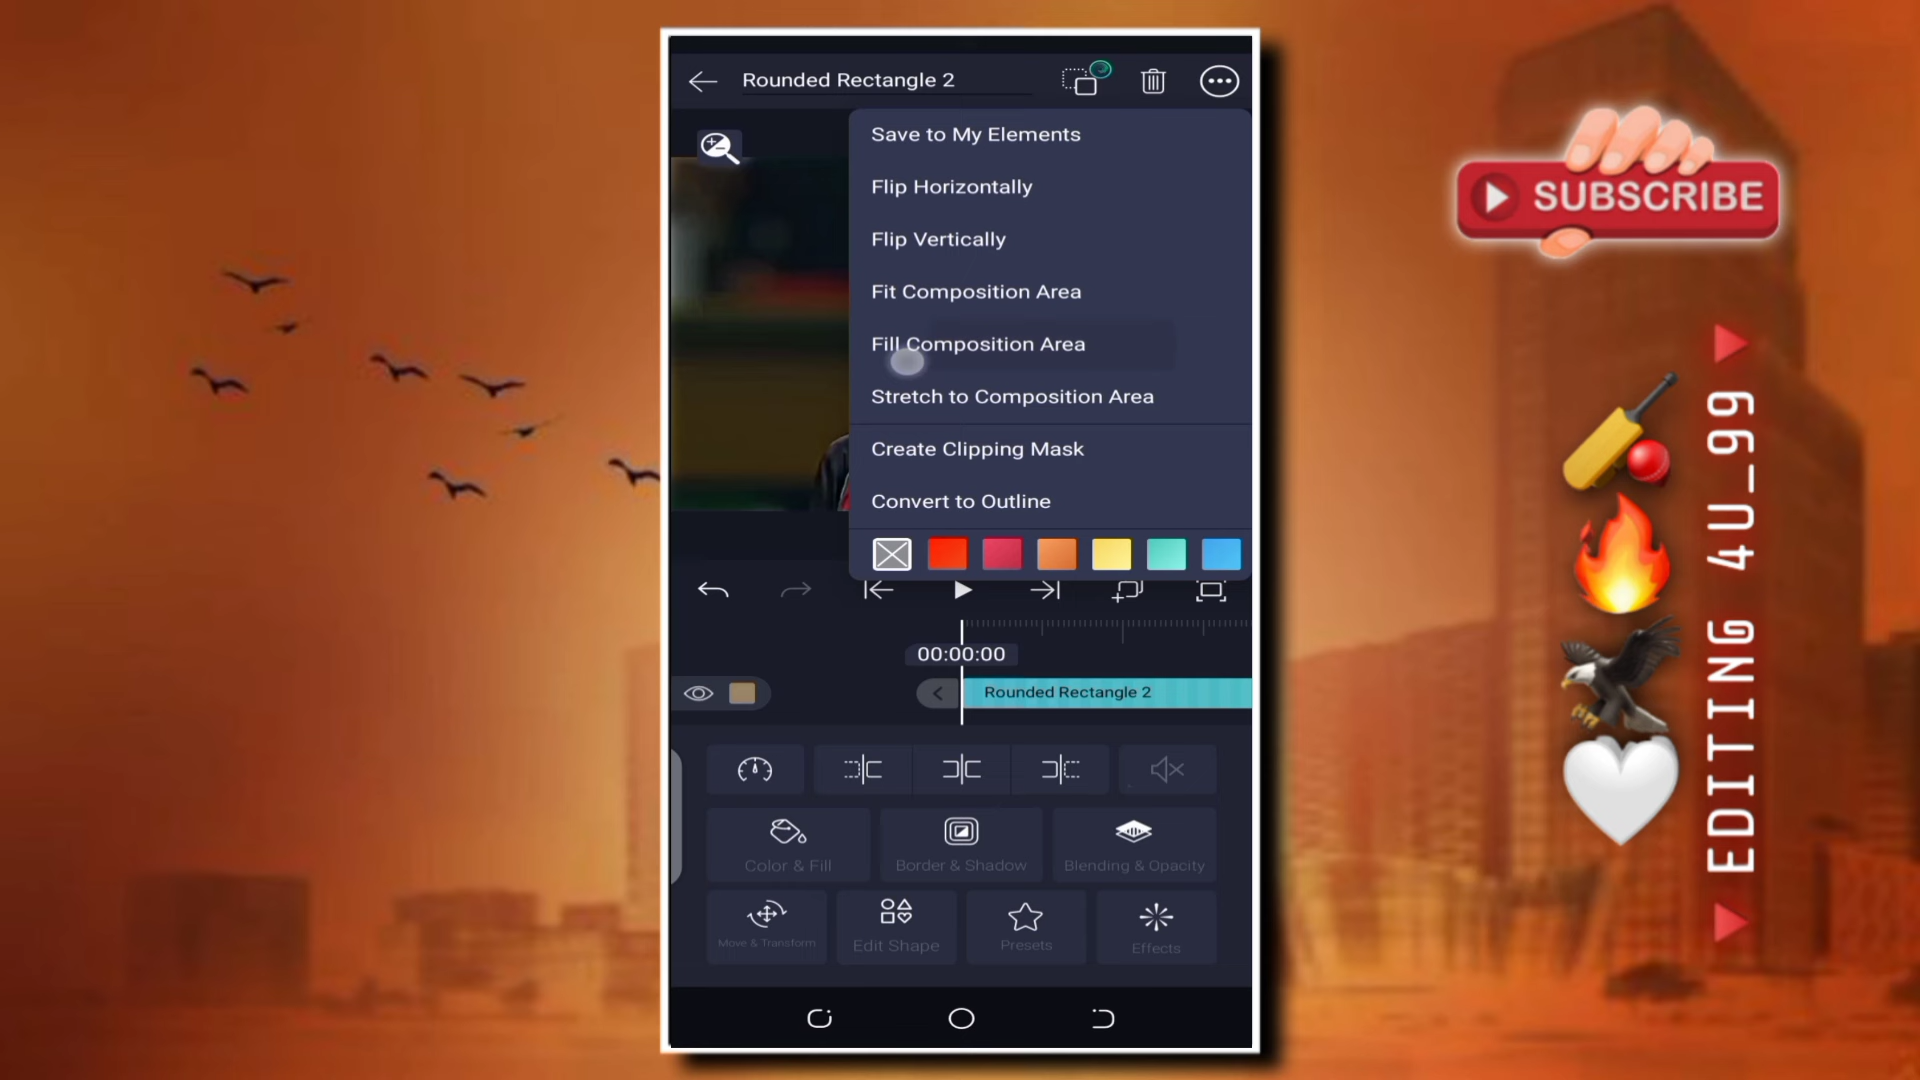 Rounded Rectangle 2
Save to My Elements
Flip Horizontally
Flip Vertically
Fit Composition Area
Fill Composition Area
Stretch to Composition Area
Create Clipping Mask
Convert to Outline
00:00:00
Rounded Rectangle 2
Color & Fill
Border & Shadow
Blending & Opacity
Move & Transform
Edit Shape
Presets
Effects
SUBSCRIBE
EDITING 4U_99